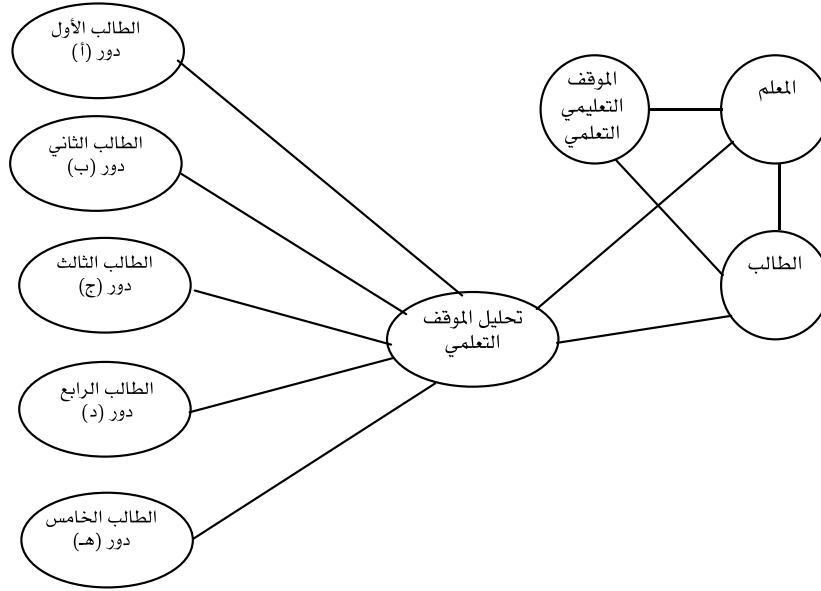 المعلم
الموقف
التعليمي
التعلمي
الطالب
تحليل الموقف
التعلمي
الطالب الأول
دور (أ)
الطالب الثاني
دور (ب)
الطالب الثالث
دور (ج)
الطالب الرابع
دور (د)
الطالب الخامس
دور (هـ)